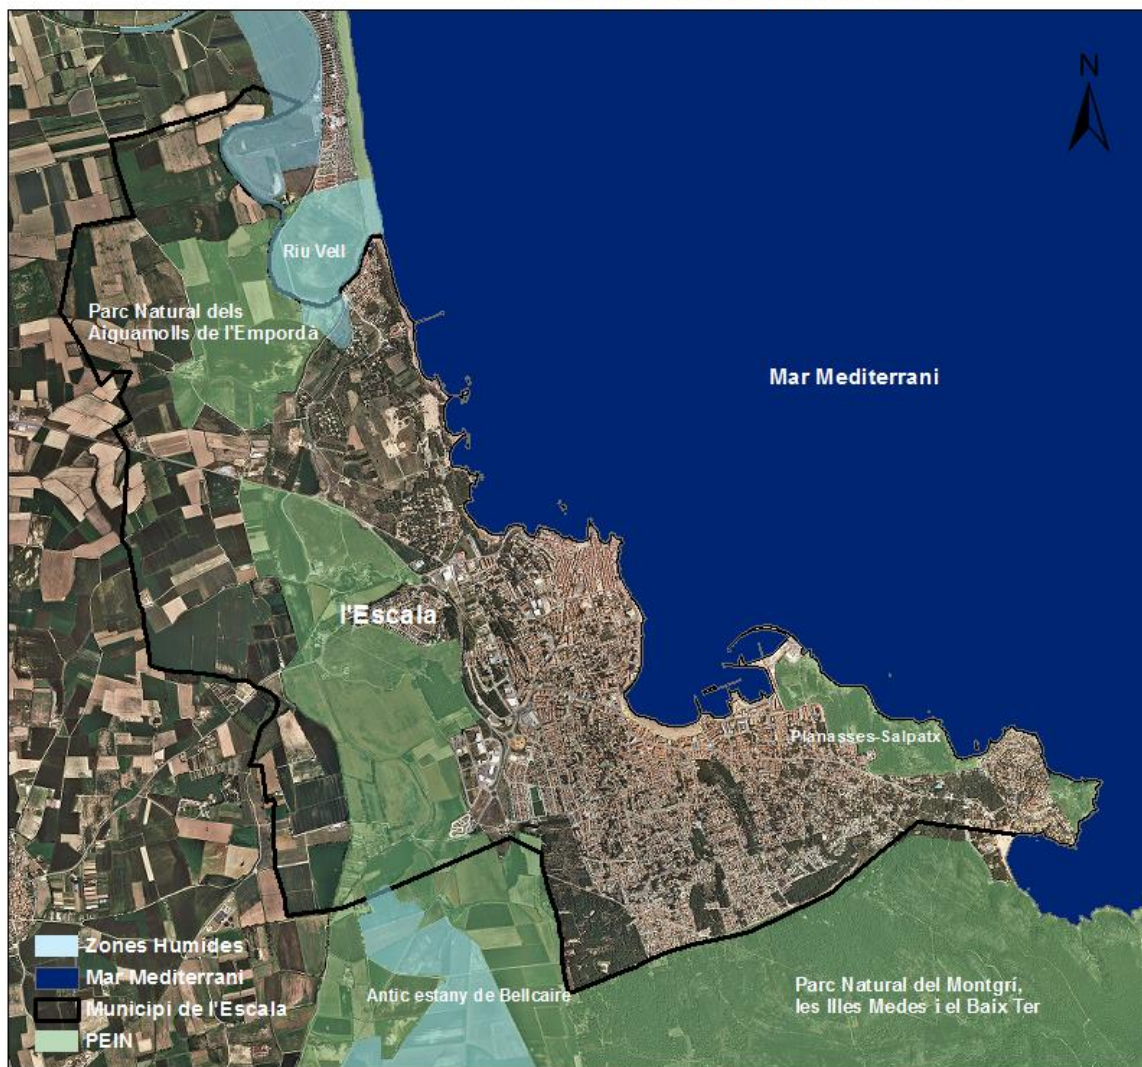 N
Riu Vell
Parc Natural dels
Aiguamolls de l'Empordà
Mar Mediterrani
l'Escala
Planasses-Salpatx
Antic estany de Bellcaire
Parc Natural del Montgrí,
les Illes Medes i el Baix Ter
Zones Humides
Mar Mediterrani
Municipi de l'Escala
PEIN